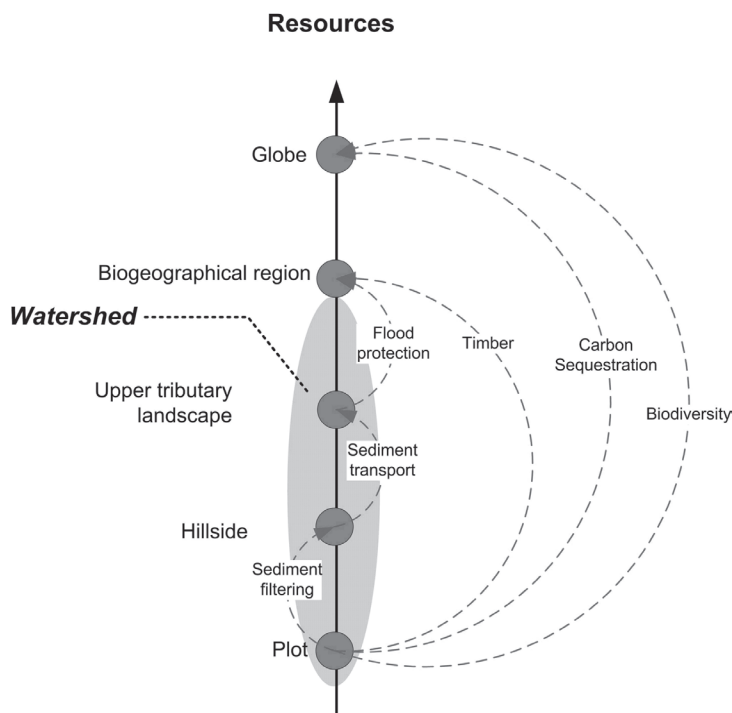 Resources
Globe
Biogeographical region
Watershed
Flood
protection
Timber
Carbon
Sequestration
Upper tributary
landscape
Biodiversity
Sediment
transport
Hillside
Sediment
filtering
Plot